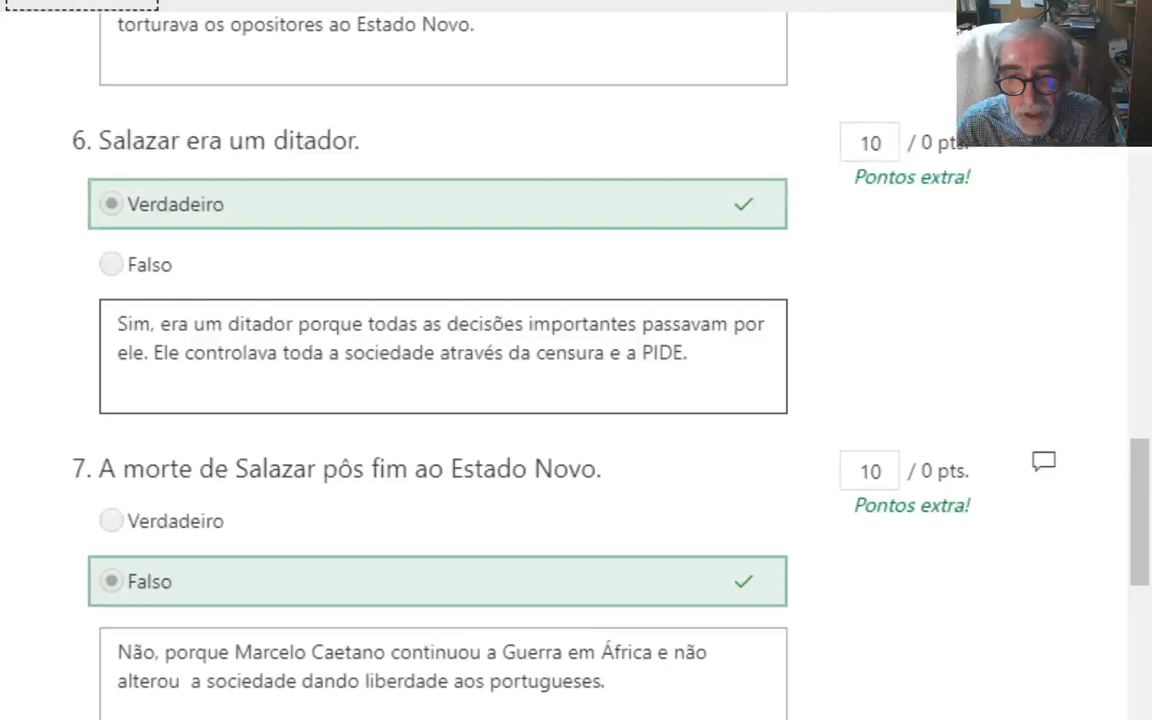 torturava os opositores ao Estado Novo.
6. Salazar era um ditador.
10 / 0 pts.
Pontos extra!
Verdadeiro
Falso
Sim, era um ditador porque todas as decisões importantes passavam por
ele. Ele controlava toda a sociedade através da censura e a PIDE.
7. A morte de Salazar pôs fim ao Estado Novo.
10 / 0 pts.
Pontos extra!
Verdadeiro
Falso
Não, porque Marcelo Caetano continuou a Guerra em África e não
alterou a sociedade dando liberdade aos portugueses.